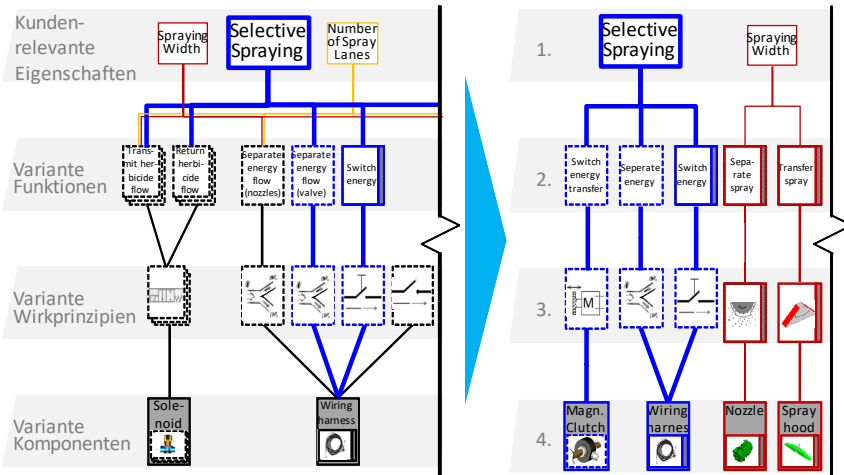 Kunden-
relevante
Eigenschaften
Spraying
Width
Selective
Spraying
Number
of Spray
Lanes
1.
Selective
Spraying
Spraying
Width
Variante
Funktionen
Trans-
mit her-
bicide
flow
Return
herbi-
cide
flow
Separate
energy
flow
(nozzles)
Separate
energy
flow
(valve)
Switch
energy
2.
Switch
energy
transfer
Seperate
energy
Switch
energy
Sepa-
rate
spray
Transfer
spray
Variante
Wirkprinzipien
3.
M
Variante
Komponenten
Sole-
noid
Wiring
harness
4.
Magn.
Clutch
Wiring
harnes
Nozzle
Spray
hood